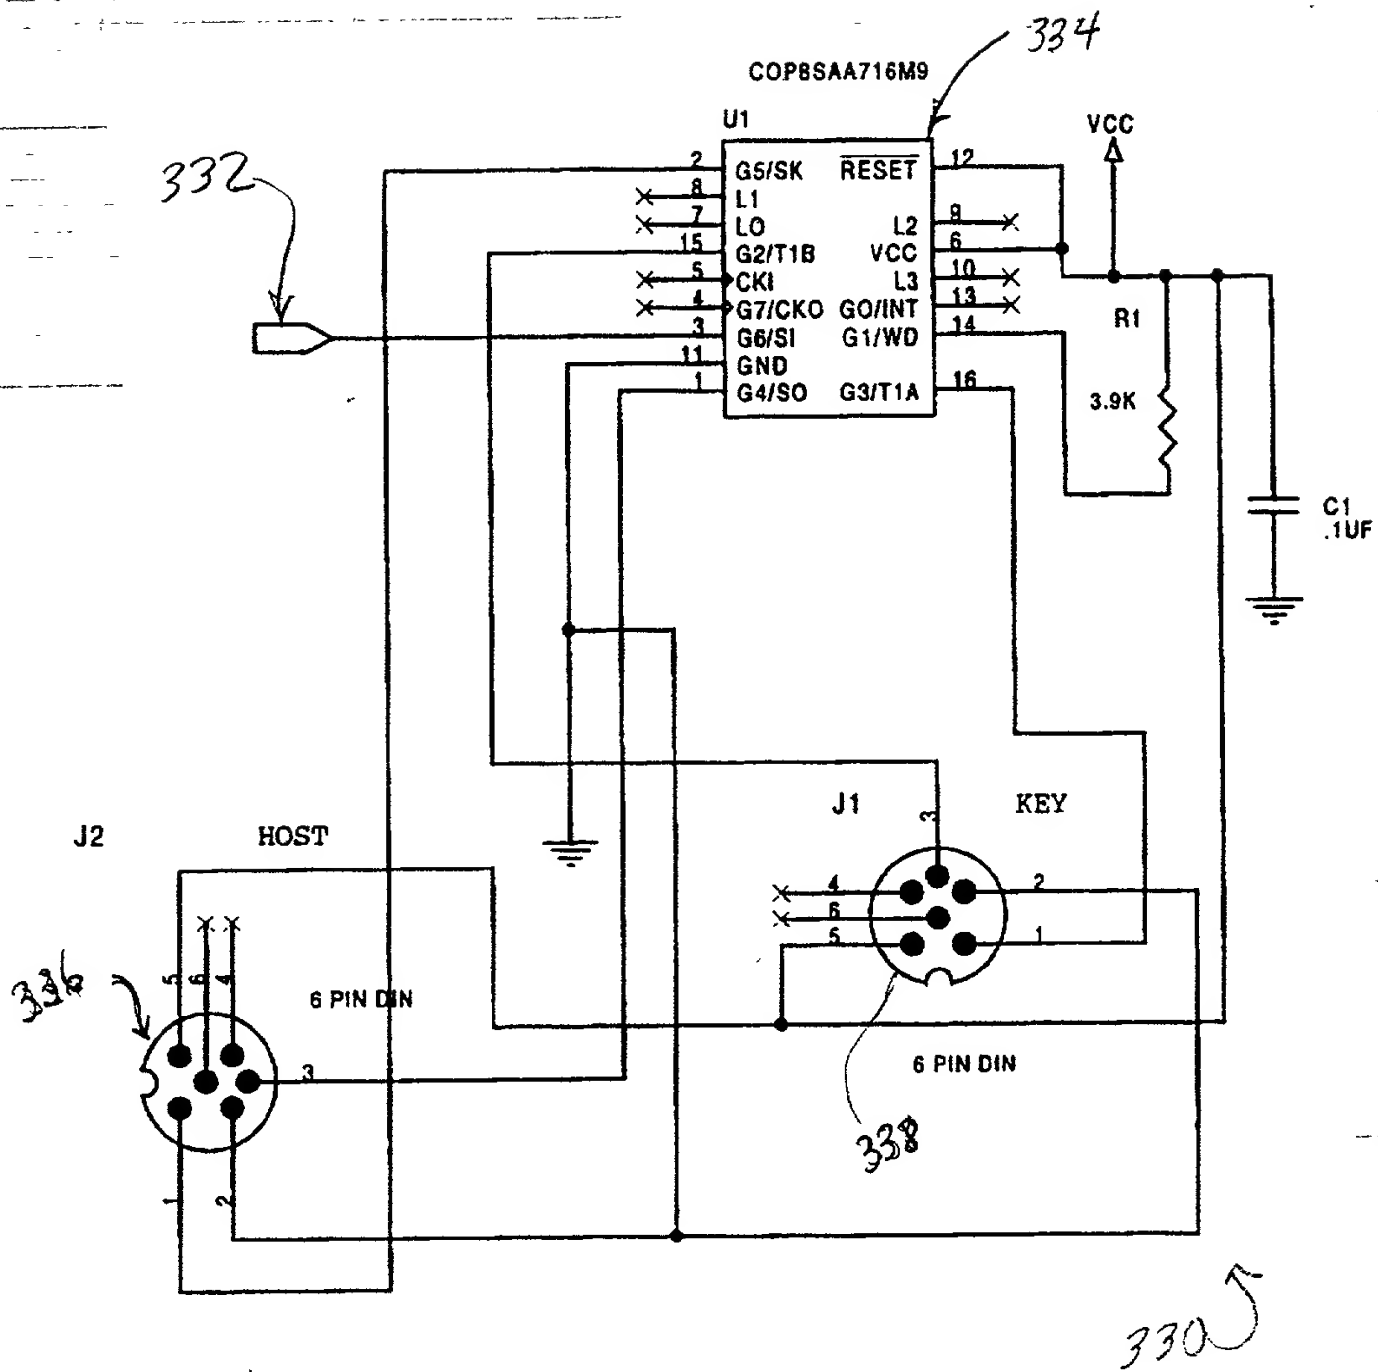 334
COP8SAA716M9
U1
VCC
332
2 G5/SK RESET 12
8 L1
7 L0 L2 9
15 G2/T1B VCC 6
5 CKI L3 10
4 G7/CKO G0/INT 13
3 G6/SI G1/WD 14
11 GND
1 G4/SO G3/T1A 16
R1
3.9K
C1
.1UF
J2 HOST
J1 KEY
3
4 2
6
5 1
336
5 6 4
6 PIN DIN
3
6 PIN DIN
338
1 2
330